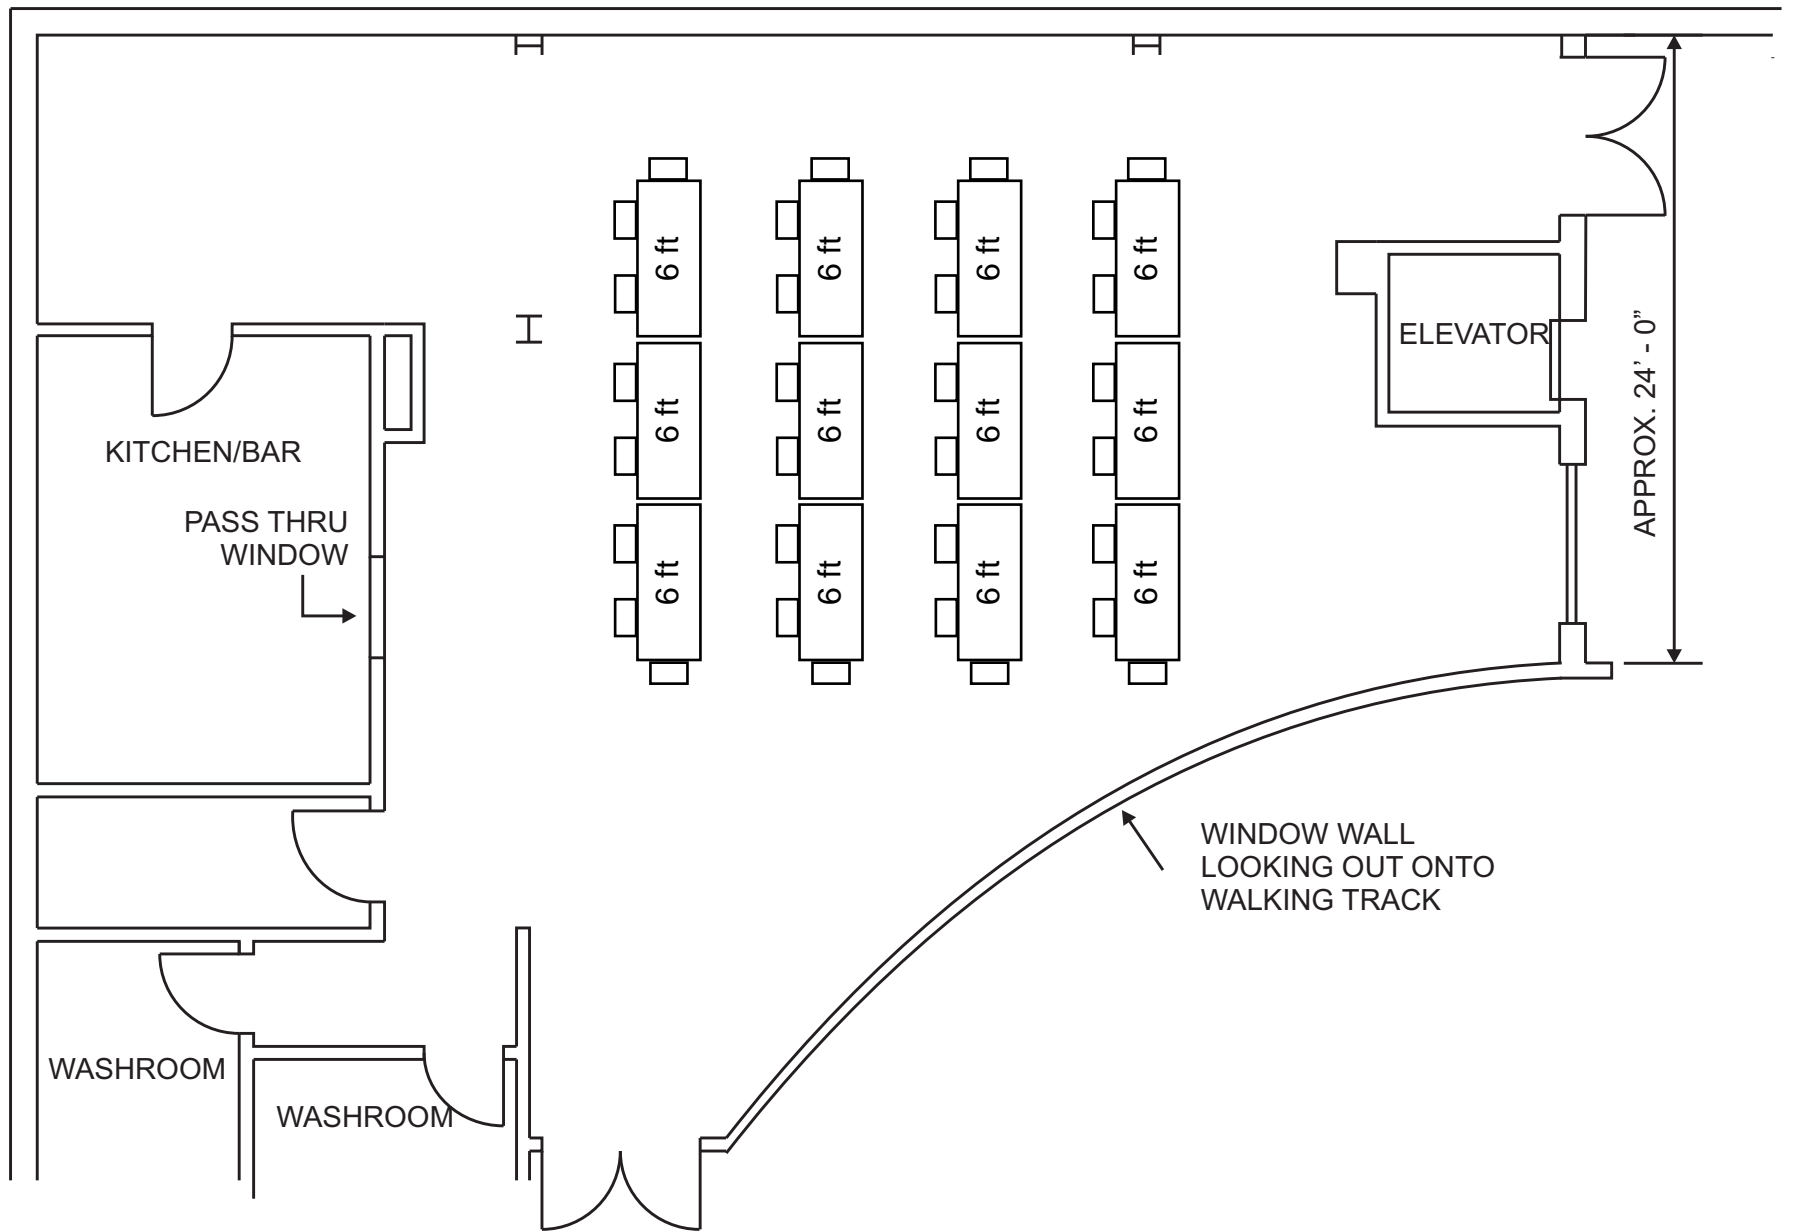 6 ft
6 ft
6 ft
6 ft
ELEVATOR
APPROX. 24’ - 0”
6 ft
6 ft
6 ft
6 ft
KITCHEN/BAR
PASS THRU
WINDOW
6 ft
6 ft
6 ft
6 ft
WINDOW WALL
LOOKING OUT ONTO
WALKING TRACK
WASHROOM
WASHROOM